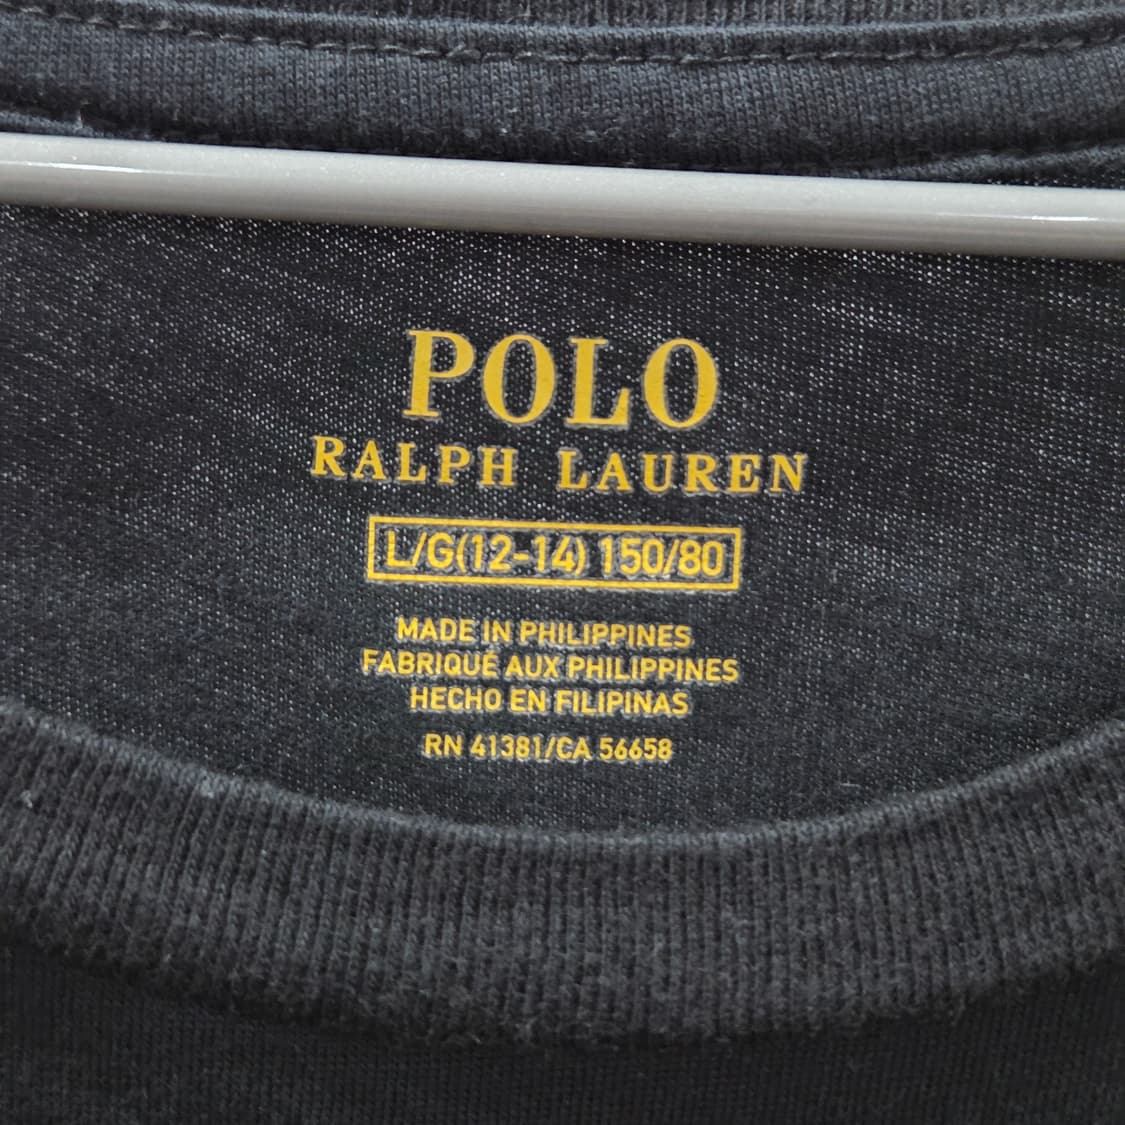 POLO
RALPH LAUREN
L/G(12-14) 150/80
MADE IN PHILIPPINES
FABRIQUÉ AUX PHILIPPINES
HECHO EN FILIPINAS
RN 41381/CA 56658